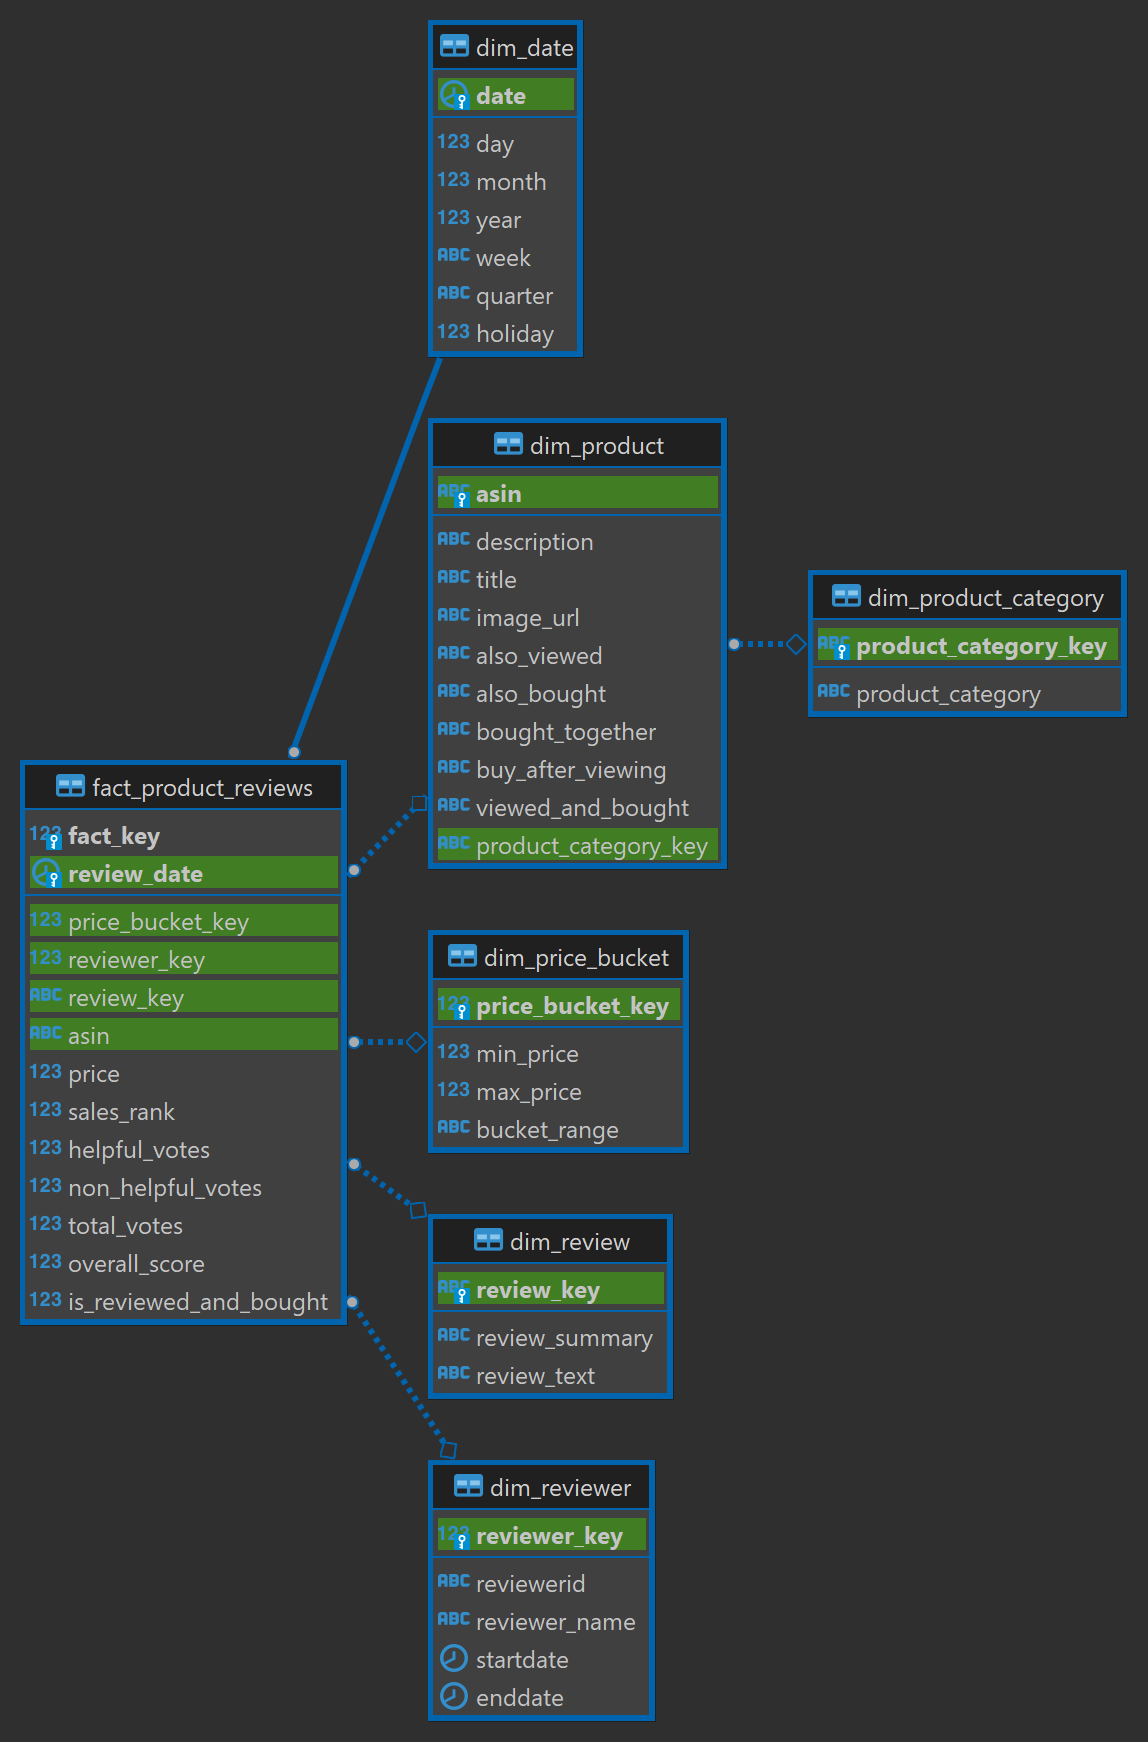 dim_date
date
123 day
123 month
123 year
ABC week
ABC quarter
123 holiday
dim_product
ABC asin
ABC description
ABC title
ABC image_url
ABC also_viewed
ABC also_bought
ABC bought_together
ABC buy_after_viewing
ABC viewed_and_bought
ABC product_category_key
dim_product_category
ABC product_category_key
ABC product_category
fact_product_reviews
123 fact_key
review_date
123 price_bucket_key
123 reviewer_key
ABC review_key
ABC asin
123 price
123 sales_rank
123 helpful_votes
123 non_helpful_votes
123 total_votes
123 overall_score
123 is_reviewed_and_bought
dim_price_bucket
123 price_bucket_key
123 min_price
123 max_price
ABC bucket_range
dim_review
ABC review_key
ABC review_summary
ABC review_text
dim_reviewer
123 reviewer_key
ABC reviewerid
ABC reviewer_name
startdate
enddate